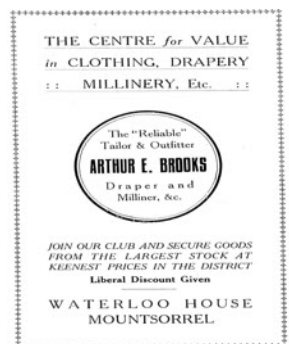 THE CENTRE for VALUE
in CLOTHING, DRAPERY
: : MILLINERY, Etc. : :
The "Reliable"
Tailor & Outfitter
ARTHUR E. BROOKS
Draper and
Milliner, &c.
JOIN OUR CLUB AND SECURE GOODS
FROM THE LARGEST STOCK AT
KEENEST PRICES IN THE DISTRICT
Liberal Discount Given
WATERLOO HOUSE
MOUNTSORREL